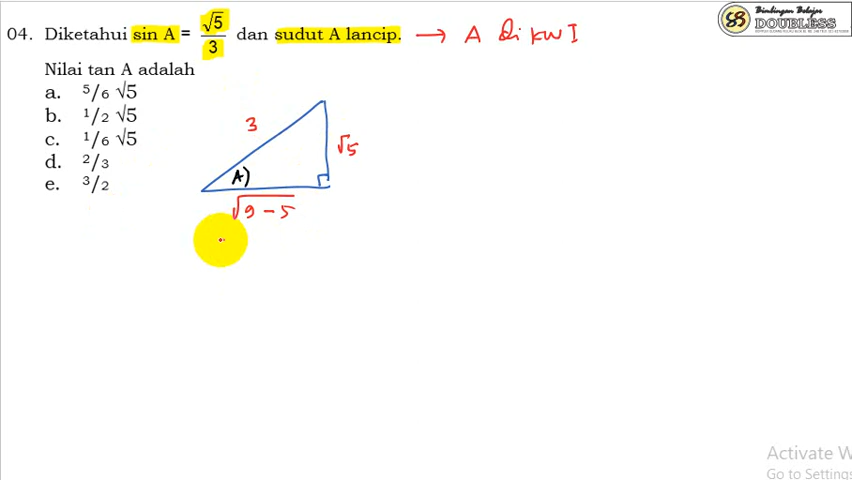 04. Diketahui sin A = √5/3 dan sudut A lancip. → A di kw I
Bimbingan Belajar
DOUBLESS
Nilai tan A adalah
a. 5/6 √5
b. 1/2 √5
c. 1/6 √5
d. 2/3
e. 3/2
3
√5
A)
√9 - 5
Activate W
Go to Settings